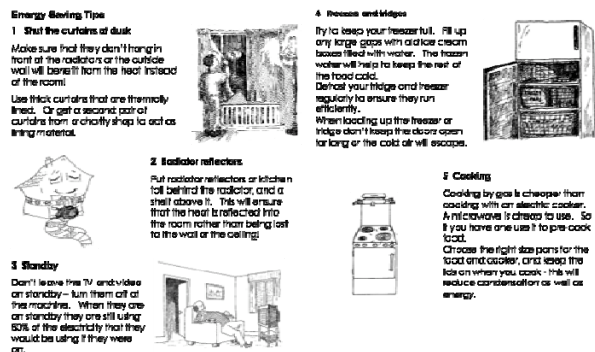 Energy Saving Tips
1 Shut the curtains at dusk
Make sure that they don't hang in
front of the radiators or the outside
wall will benefit from the heat instead
of the room!
Use thick curtains that are thermally
lined. Or get a second pair of
curtains from a charity shop to act as
lining material.
2 Radiator reflectors
Put radiator reflectors or kitchen
foil behind the radiator, and a
shelf above it. This will ensure
that the heat is reflected into
the room rather than being lost
to the wall or the ceiling!
3 Standby
Don't leave the TV and video
on standby – turn them off at
the machine. When they are
on standby they are still using
80% of the electricity that they
would be using if they were
on.
4 Freezers and fridges
Try to keep your freezer full. Fill up
any large gaps with old ice cream
boxes filled with water. The frozen
water will help to keep the rest of
the food cold.
Defrost your fridge and freezer
regularly to ensure they run
efficiently.
When loading up the freezer or
fridge don't keep the doors open
for long or the cold air will escape.
5 Cooking
Cooking by gas is cheaper than
cooking with an electric cooker.
A microwave is cheap to use. So
if you have one use it to pre-cook
food.
Choose the right size pans for the
food and cooker, and keep the
lids on when you cook - this will
reduce condensation as well as
energy.